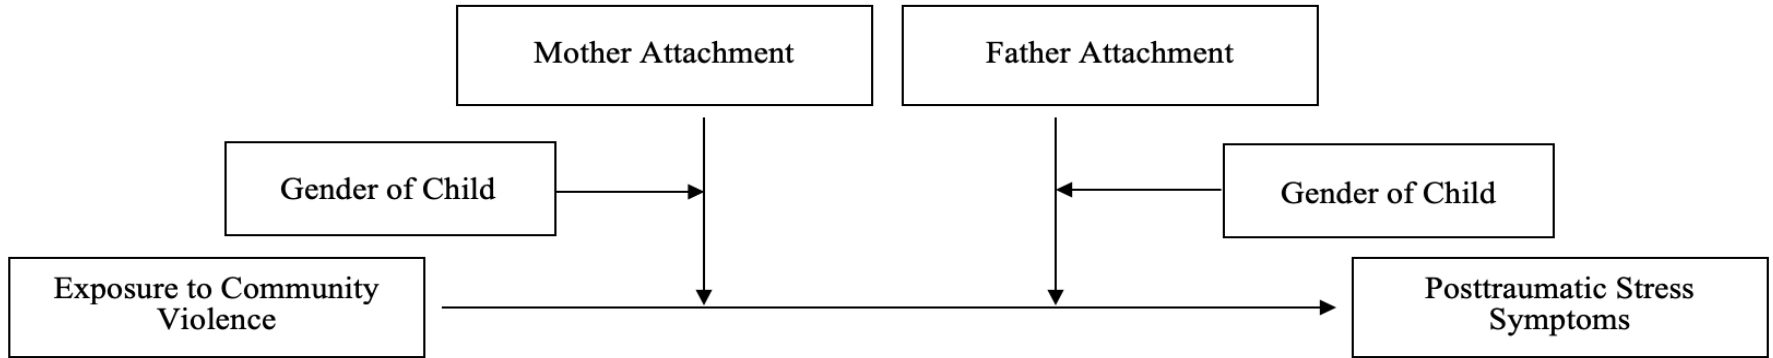 Mother Attachment
Father Attachment
Gender of Child
Gender of Child
Exposure to Community
Violence
Posttraumatic Stress
Symptoms